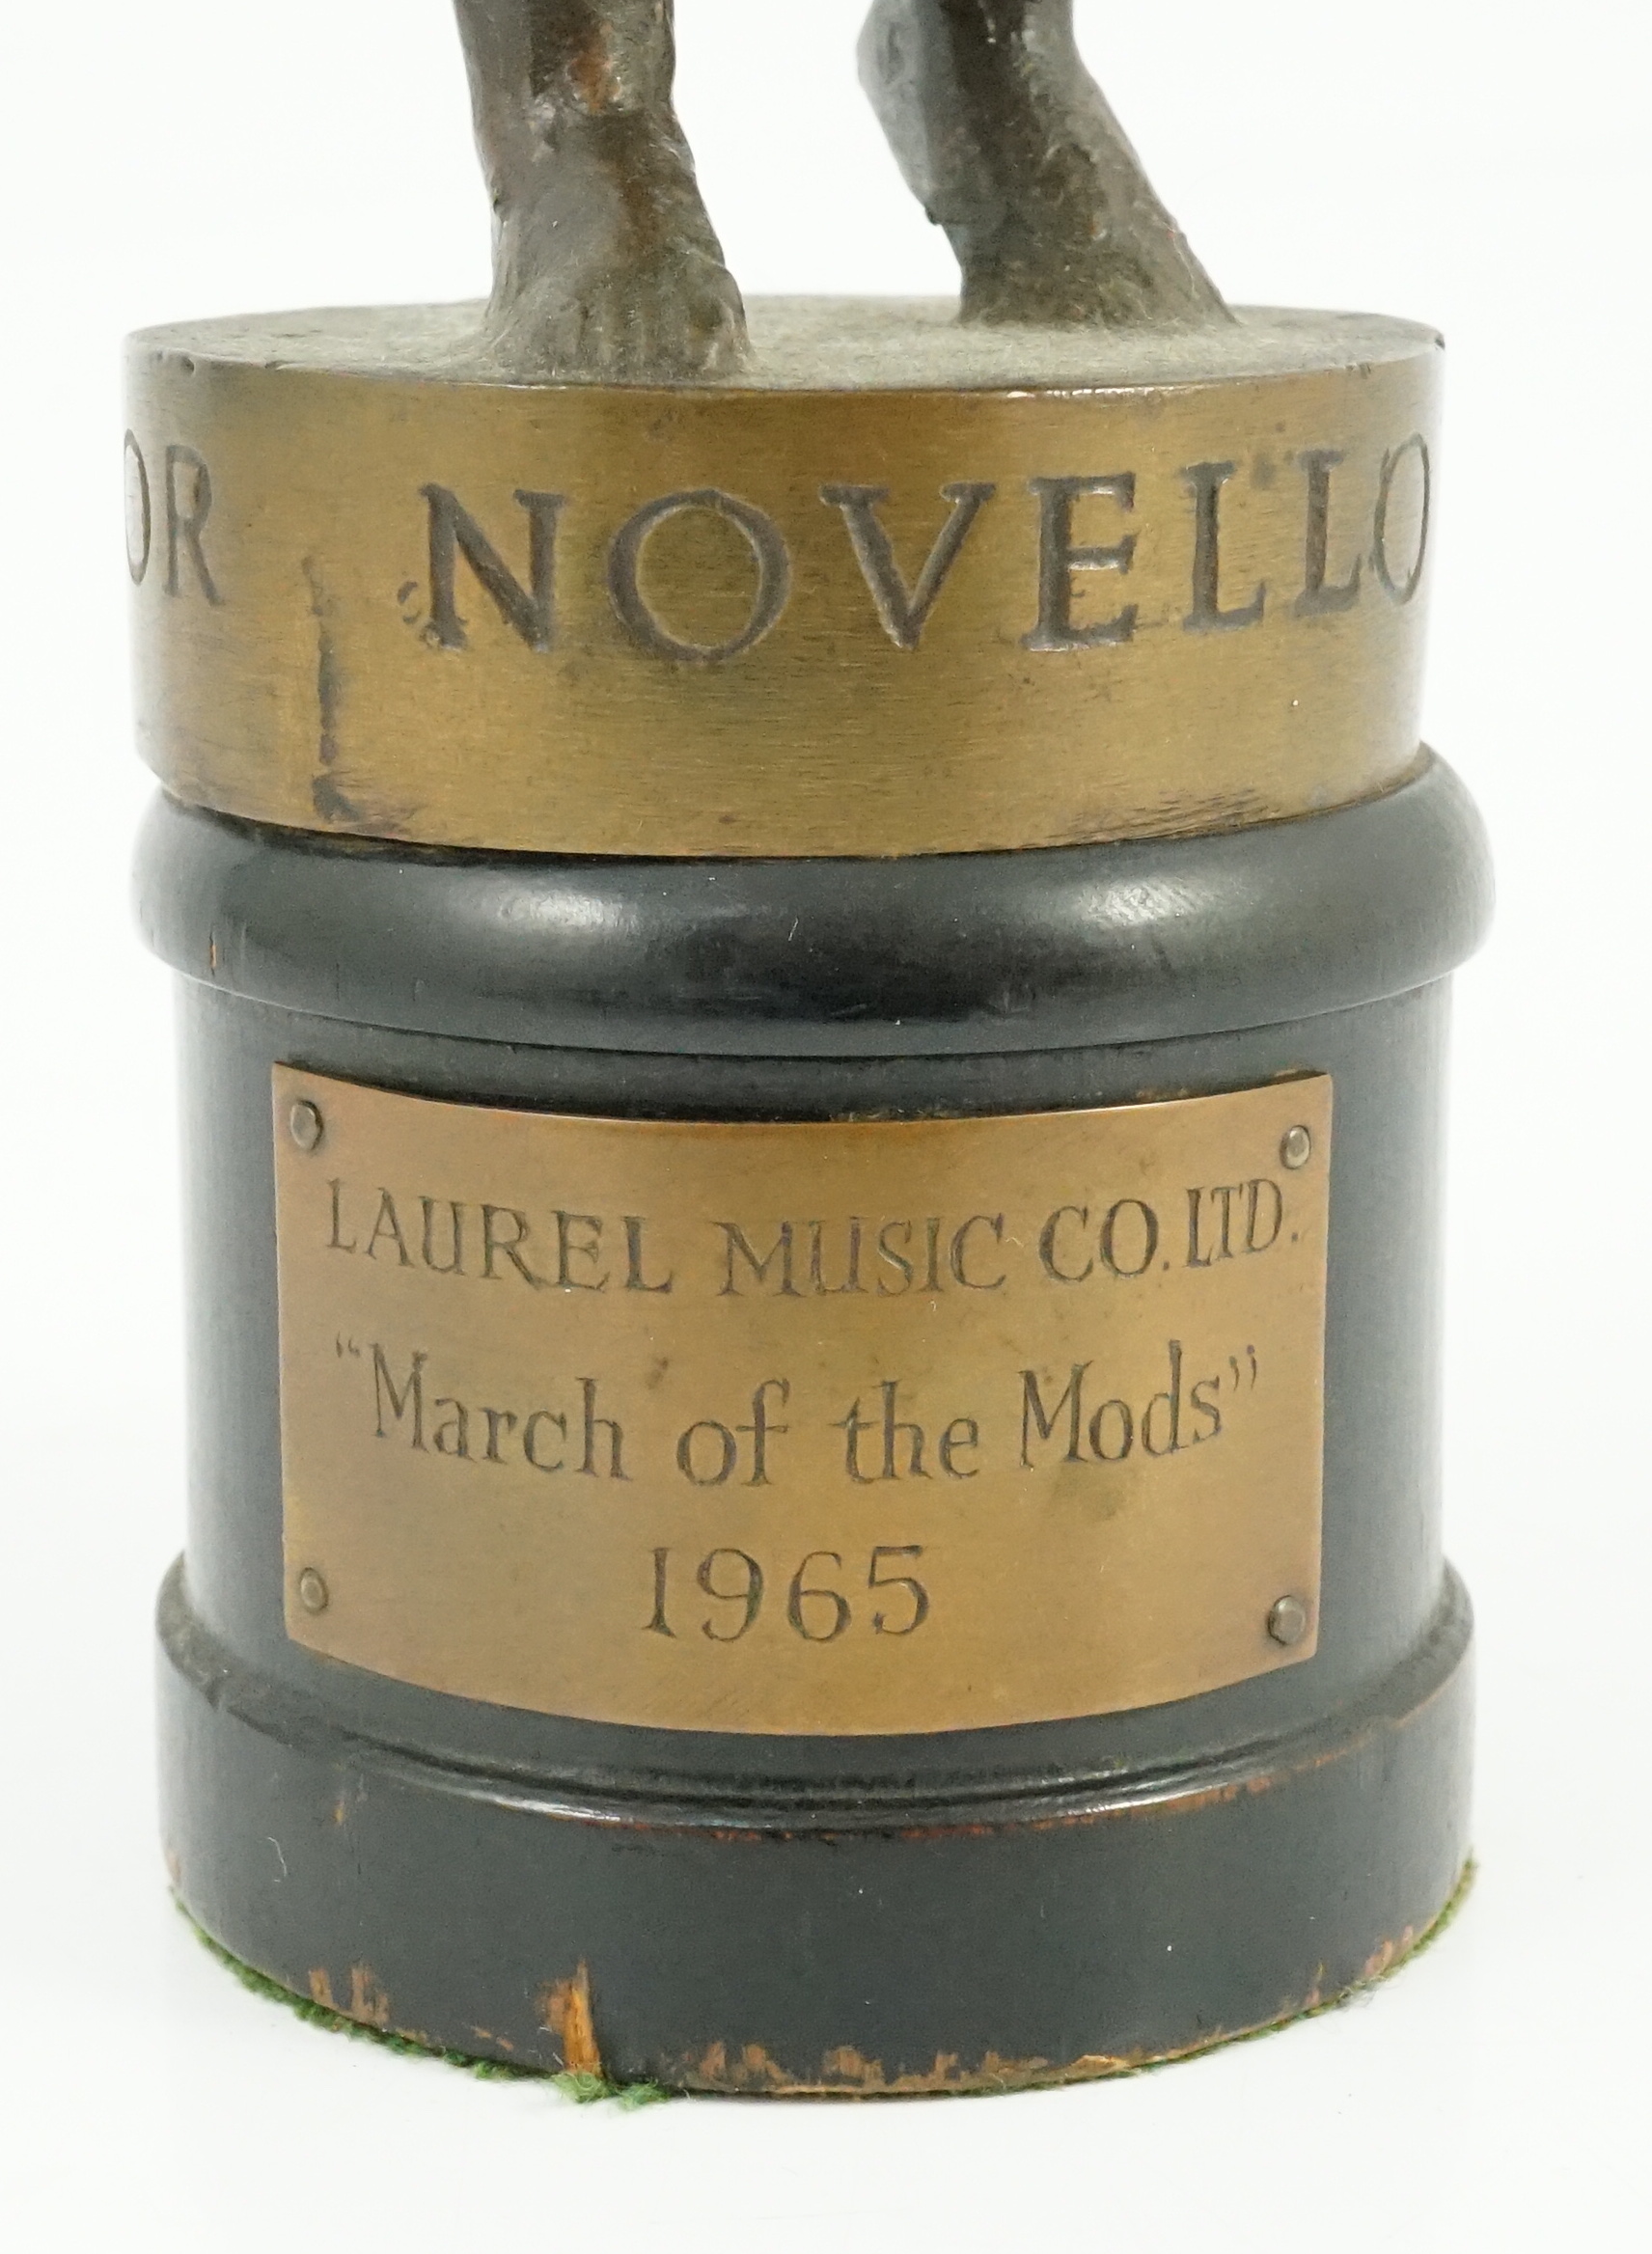 OR NOVELLO
LAUREL MUSIC CO. LTD.
“March of the Mods”
1965